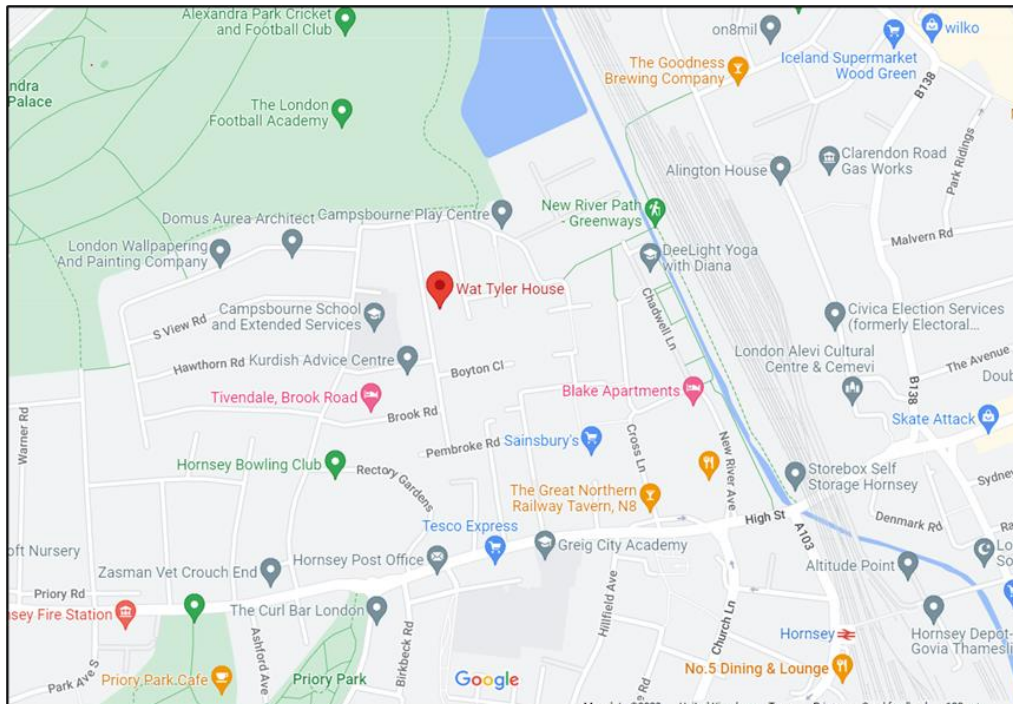 Alexandra Park Cricket
and Football Club
on8mil
wilko
The Goodness
Brewing Company
Iceland Supermarket
Wood Green
B138
ndra
Palace
The London
Football Academy
Park Ridings
Alington House
Clarendon Road
Gas Works
Domus Aurea Architect
Campsbourne Play Centre
New River Path
- Greenways
Malvern Rd
London Wallpapering
And Painting Company
DeeLight Yoga
with Diana
Wat Tyler House
Chadwell Ln
S View Rd
Campsbourne School
and Extended Services
Civica Election Services
(formerly Electoral...
Hawthorn Rd
Kurdish Advice Centre
Boyton Cl
London Alevi Cultural
Centre & Cemevi
The Avenue
B138
Doub
Tivendale, Brook Road
Brook Rd
Blake Apartments
Skate Attack
Warner Rd
Pembroke Rd
Sainsbury's
Cross Ln
New River Ave
Hornsey Bowling Club
Rectory Gardens
Storebox Self
Storage Hornsey
Sydney
The Great Northern
Railway Tavern, N8
High St
Denmark Rd
Ra
Tesco Express
A103
oft Nursery
Hornsey Post Office
Greig City Academy
Zasman Vet Crouch End
Altitude Point
Lo
So
Priory Rd
sey Fire Station
The Curl Bar London
Hillfield Ave
Church Ln
Hornsey
Hornsey Depot-
Govia Thamesli
Ashford Ave
Birkbeck Rd
Park Ave S
Priory Park Cafe
Priory Park
Google
No.5 Dining & Lounge
e Rd